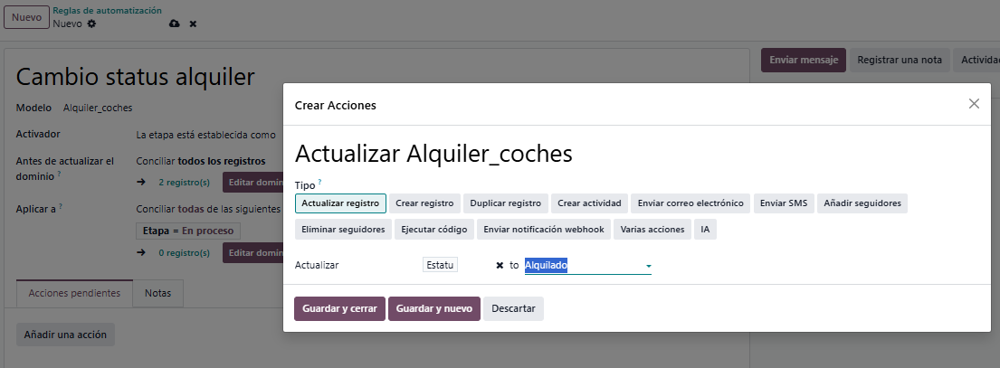 Nuevo
Reglas de automatización
Nuevo
Cambio status alquiler
Modelo Alquiler_coches
Activador La etapa está establecida como
Antes de actualizar el dominio ? Conciliar todos los registros
2 registro(s) Editar domin
Aplicar a ? Conciliar todas de las siguientes
Etapa = En proceso
0 registro(s) Editar domin
Acciones pendientes Notas
Añadir una acción
Enviar mensaje Registrar una nota Actividad
Crear Acciones
Actualizar Alquiler_coches
Tipo ?
Actualizar registro Crear registro Duplicar registro Crear actividad Enviar correo electrónico Enviar SMS Añadir seguidores
Eliminar seguidores Ejecutar código Enviar notificación webhook Varias acciones IA
Actualizar Estatu to Alquilado
Guardar y cerrar Guardar y nuevo Descartar